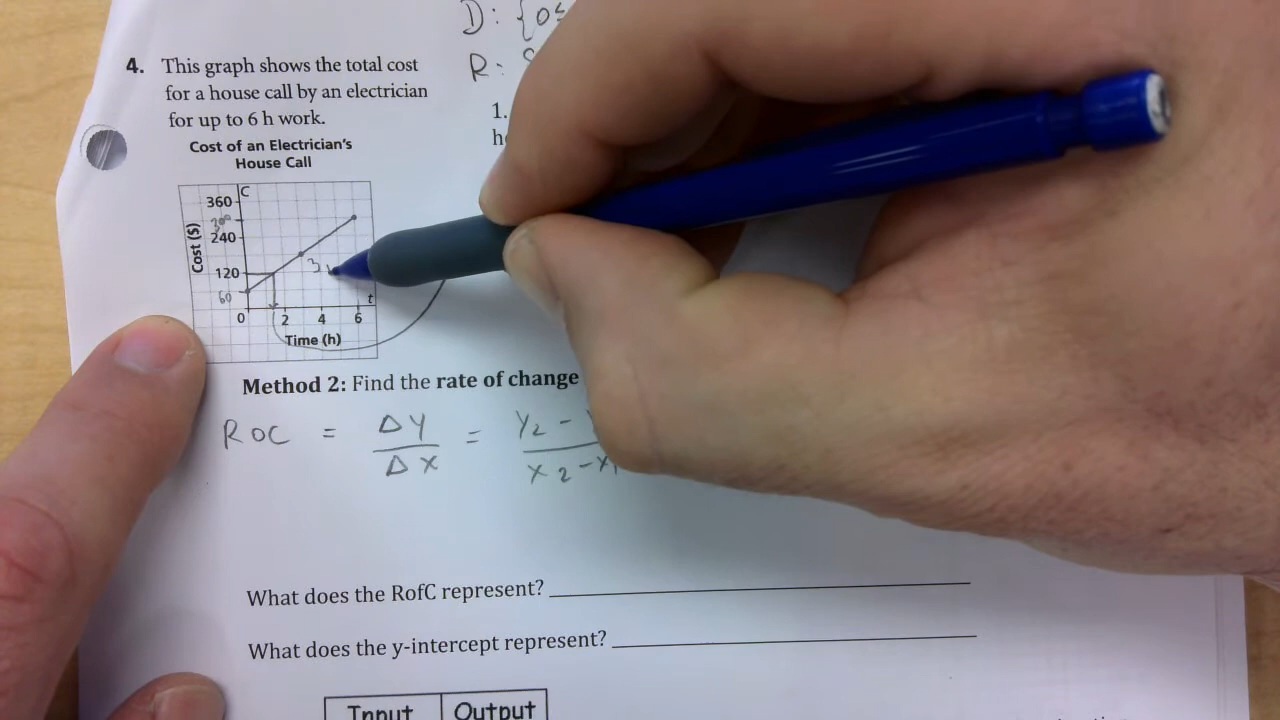 D: {
R:
4. This graph shows the total cost
for a house call by an electrician
for up to 6 h work.
1.
Cost of an Electrician's
House Call
C
360
300
240
120
60
Cost ($)
t
0 2 4 6
Time (h)
3
Method 2: Find the rate of change
ROC = ΔY / ΔX = Y2 - / X2-X1
What does the RofC represent?
What does the y-intercept represent?
Input Output